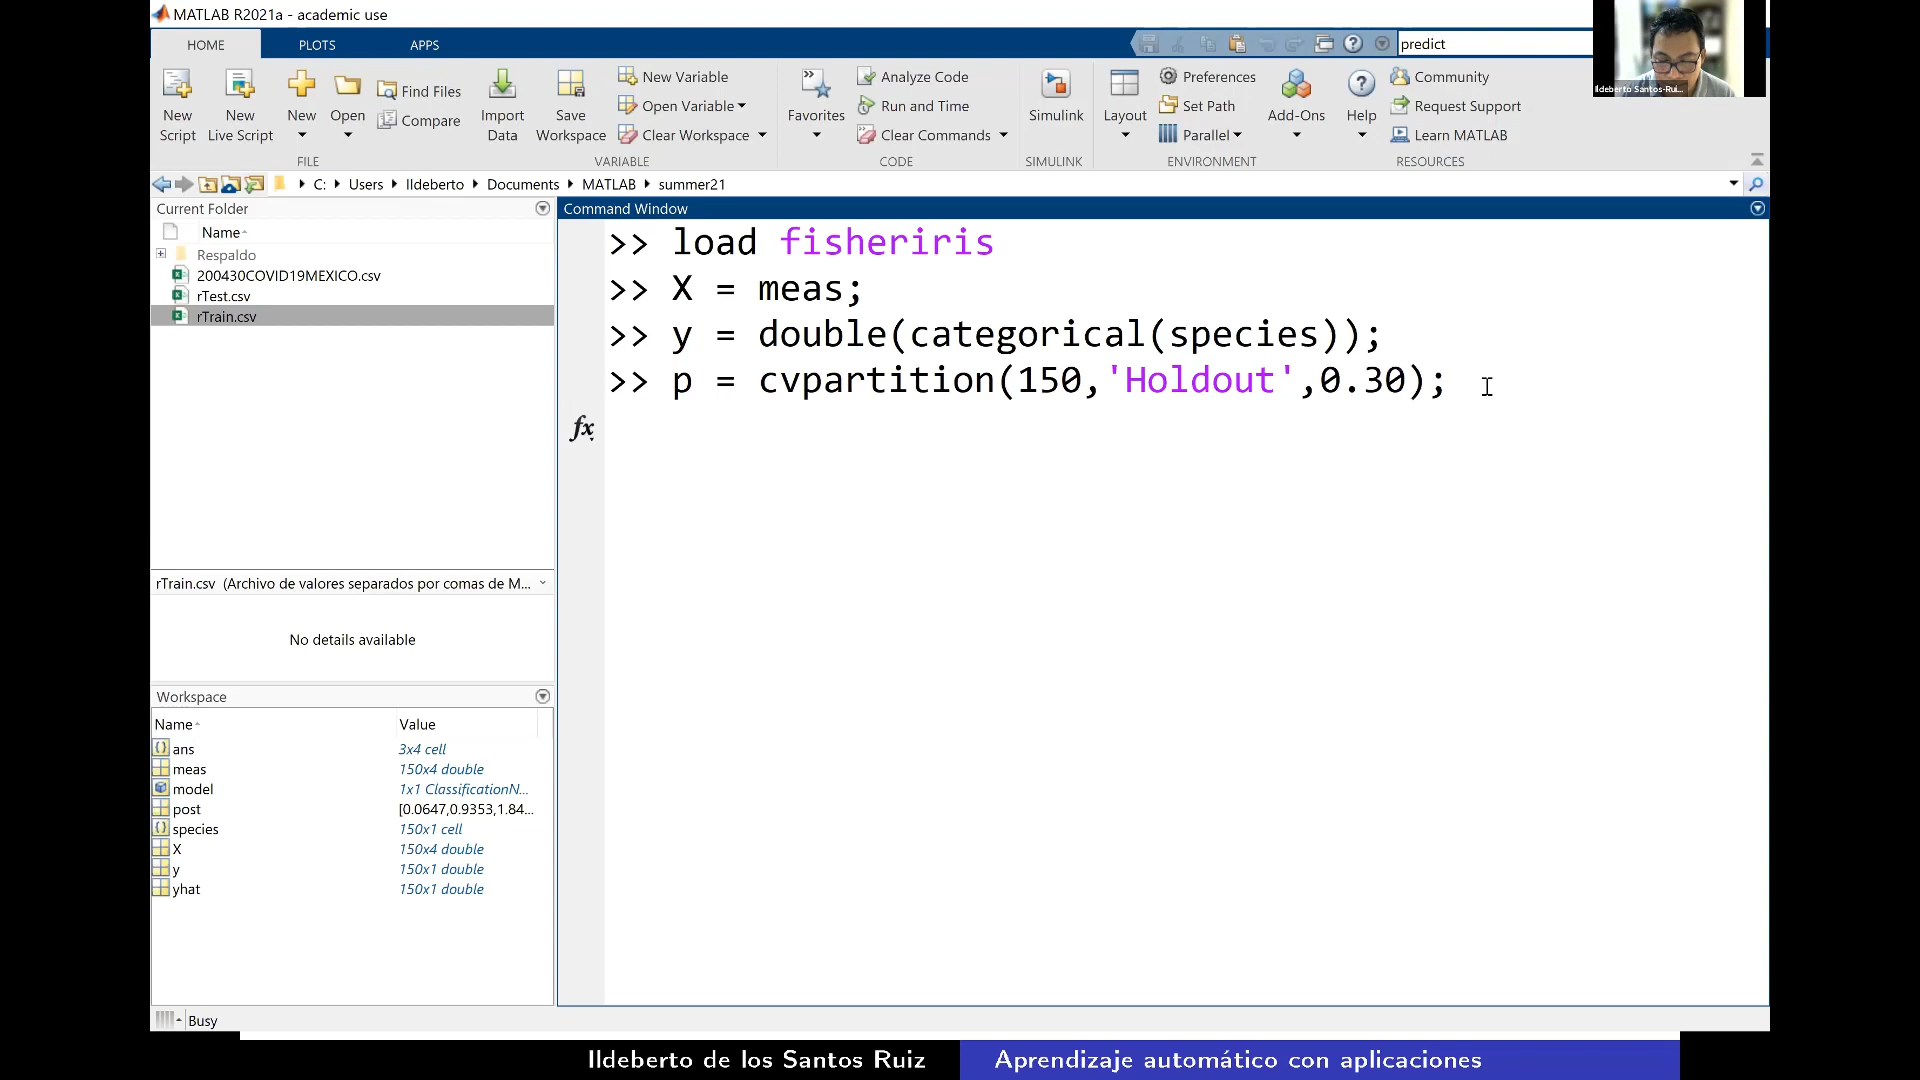 MATLAB R2021a - academic use
HOME PLOTS APPS
predict
New Script
New Live Script
New
Open
Find Files
Compare
FILE
Import Data
Save Workspace
New Variable
Open Variable
Clear Workspace
VARIABLE
Favorites
Analyze Code
Run and Time
Clear Commands
CODE
Simulink
SIMULINK
Layout
Preferences
Set Path
Parallel
Add-Ons
ENVIRONMENT
Help
Community
Request Support
Learn MATLAB
RESOURCES
Ildeberto Santos-Rui...
C: Users Ildeberto Documents MATLAB summer21
Current Folder
Name
Respaldo
200430COVID19MEXICO.csv
rTest.csv
rTrain.csv
rTrain.csv (Archivo de valores separados por comas de M...
No details available
Workspace
Name Value
ans 3x4 cell
meas 150x4 double
model 1x1 ClassificationN...
post [0.0647,0.9353,1.84...
species 150x1 cell
X 150x4 double
y 150x1 double
yhat 150x1 double
Command Window
>> load fisheriris
>> X = meas;
>> y = double(categorical(species));
>> p = cvpartition(150,'Holdout',0.30);
fx
Busy
Ildeberto de los Santos Ruiz
Aprendizaje automático con aplicaciones